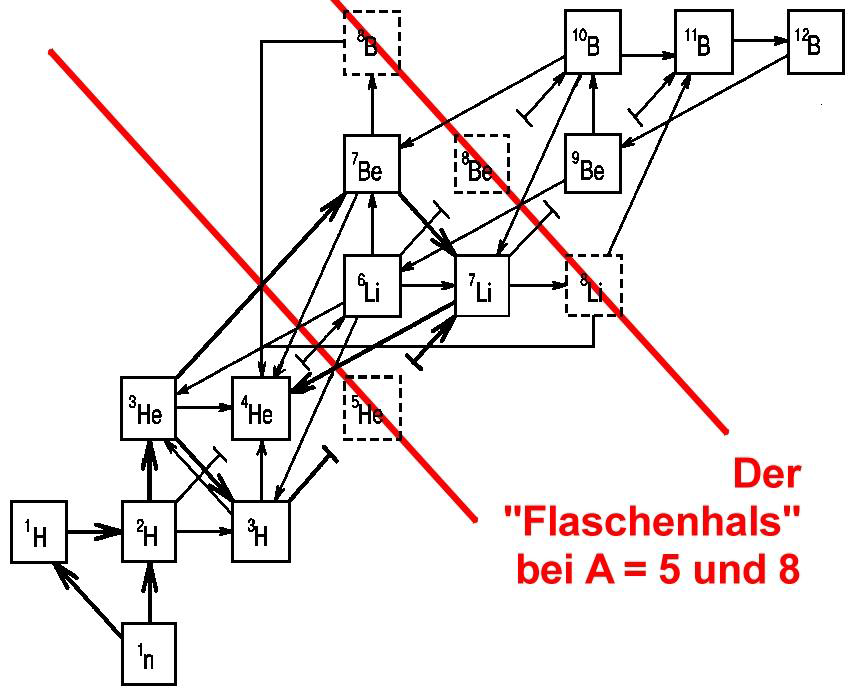 ⁸B
¹⁰B
¹¹B
¹²B
⁷Be
⁸Be
⁹Be
⁶Li
⁷Li
⁸Li
³He
⁴He
⁵He
¹H
²H
³H
¹n
Der
"Flaschenhals"
bei A = 5 und 8